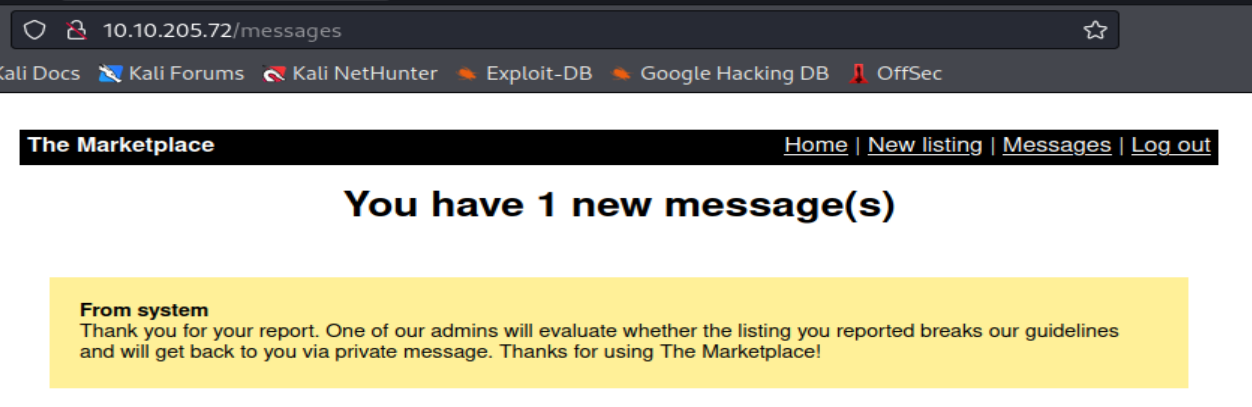 10.10.205.72/messages
Kali Docs Kali Forums Kali NetHunter Exploit-DB Google Hacking DB OffSec
The Marketplace Home | New listing | Messages | Log out
You have 1 new message(s)
From system
Thank you for your report. One of our admins will evaluate whether the listing you reported breaks our guidelines
and will get back to you via private message. Thanks for using The Marketplace!